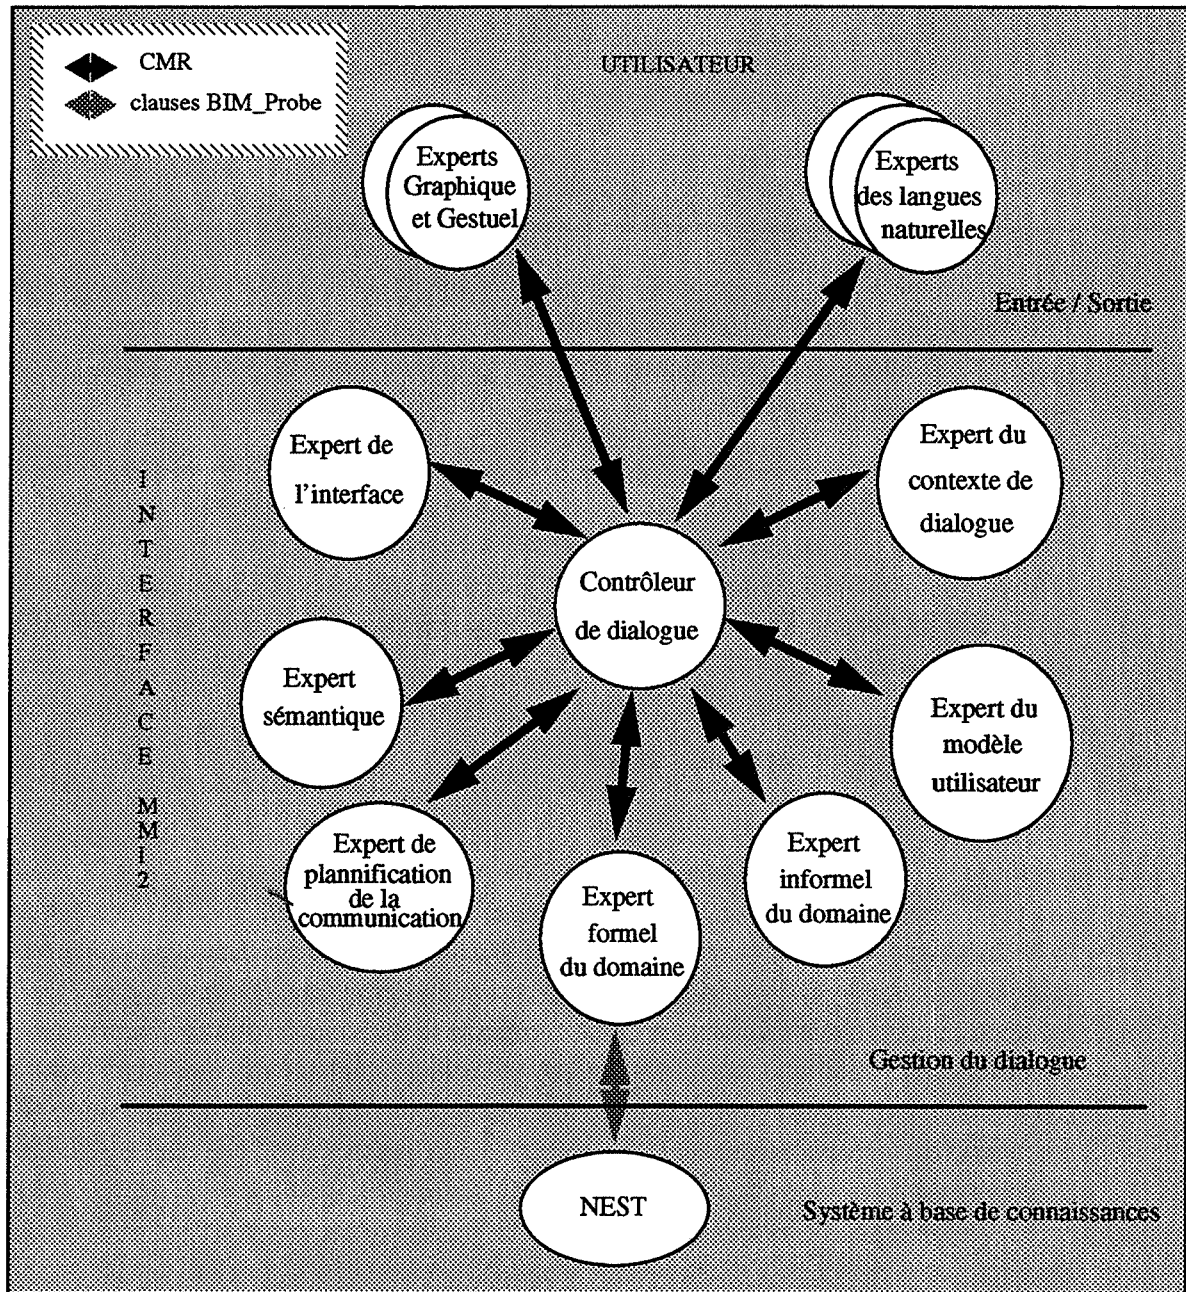 CMR
clauses BIM_Probe
UTILISATEUR
Experts
Graphique
et Gestuel
Experts
des langues
naturelles
Entrée / Sortie
Expert de
l'interface
Expert du
contexte de
dialogue
Contrôleur
de dialogue
Expert
sémantique
Expert du
modèle
utilisateur
Expert de
plannification
de la
communication
Expert
formel
du domaine
Expert
informel
du domaine
INTERFACE MMI2
Gestion du dialogue
NEST
Système à base de connaissances